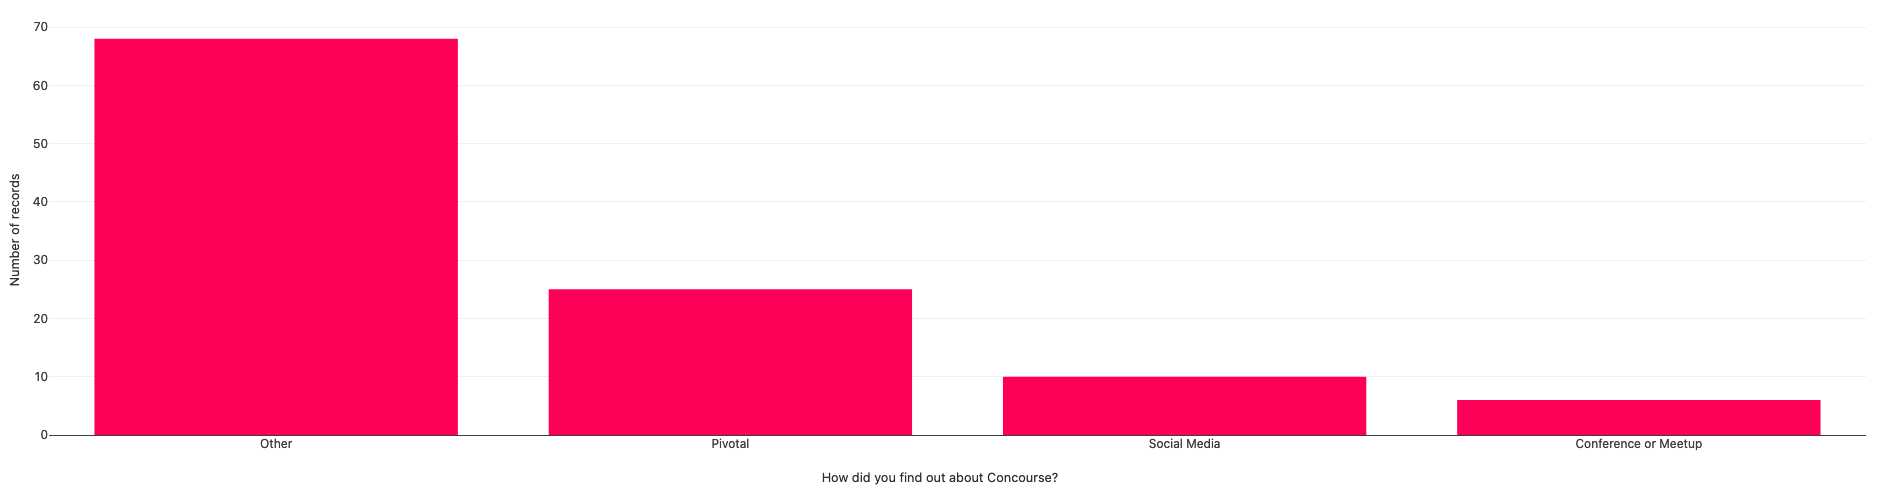 70
60
50
40
30
20
10
0
Number of records
Other
Pivotal
Social Media
Conference or Meetup
How did you find out about Concourse?